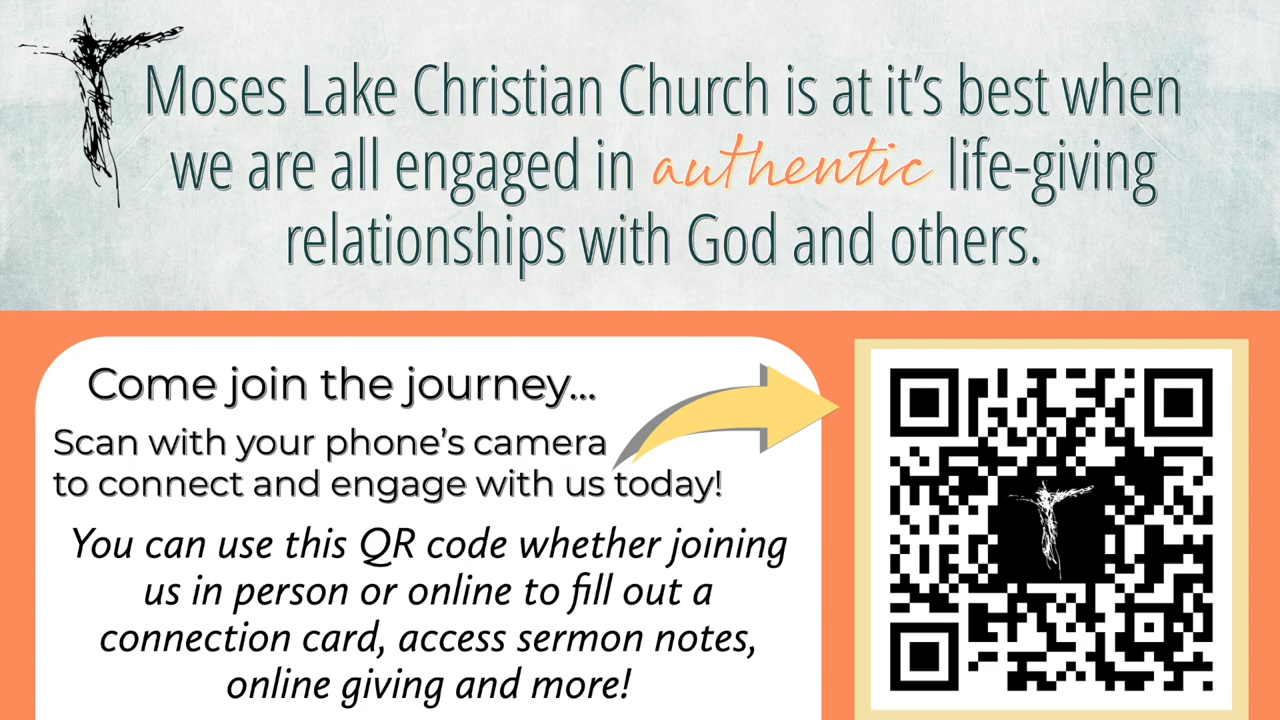 Moses Lake Christian Church is at it's best when
we are all engaged in authentic life-giving
relationships with God and others.
Come join the journey...
Scan with your phone's camera
to connect and engage with us today!
You can use this QR code whether joining
us in person or online to fill out a
connection card, access sermon notes,
online giving and more!